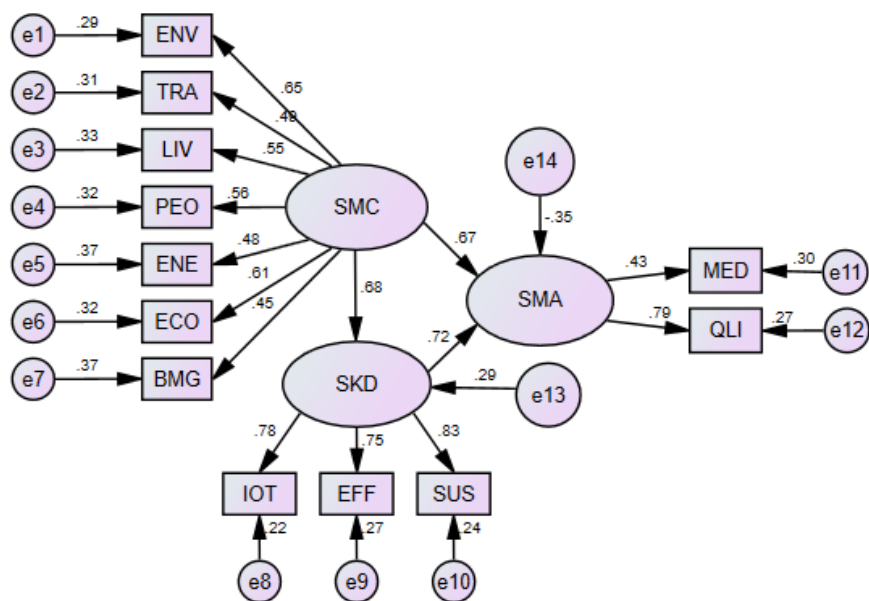 e1 .29 ENV
.65
e2 .31 TRA
.49
e3 .33 LIV
.55
e4 .32 PEO
.56
SMC
e5 .37 ENE
.48
e6 .32 ECO
.61
e7 .37 BMG
.45
.67
.68
e14
-.35
SMA
.43 MED .30 e11
.79 QLI .27 e12
.72
SKD .29 e13
.78 .75 .83
IOT EFF SUS
.22 .27 .24
e8 e9 e10